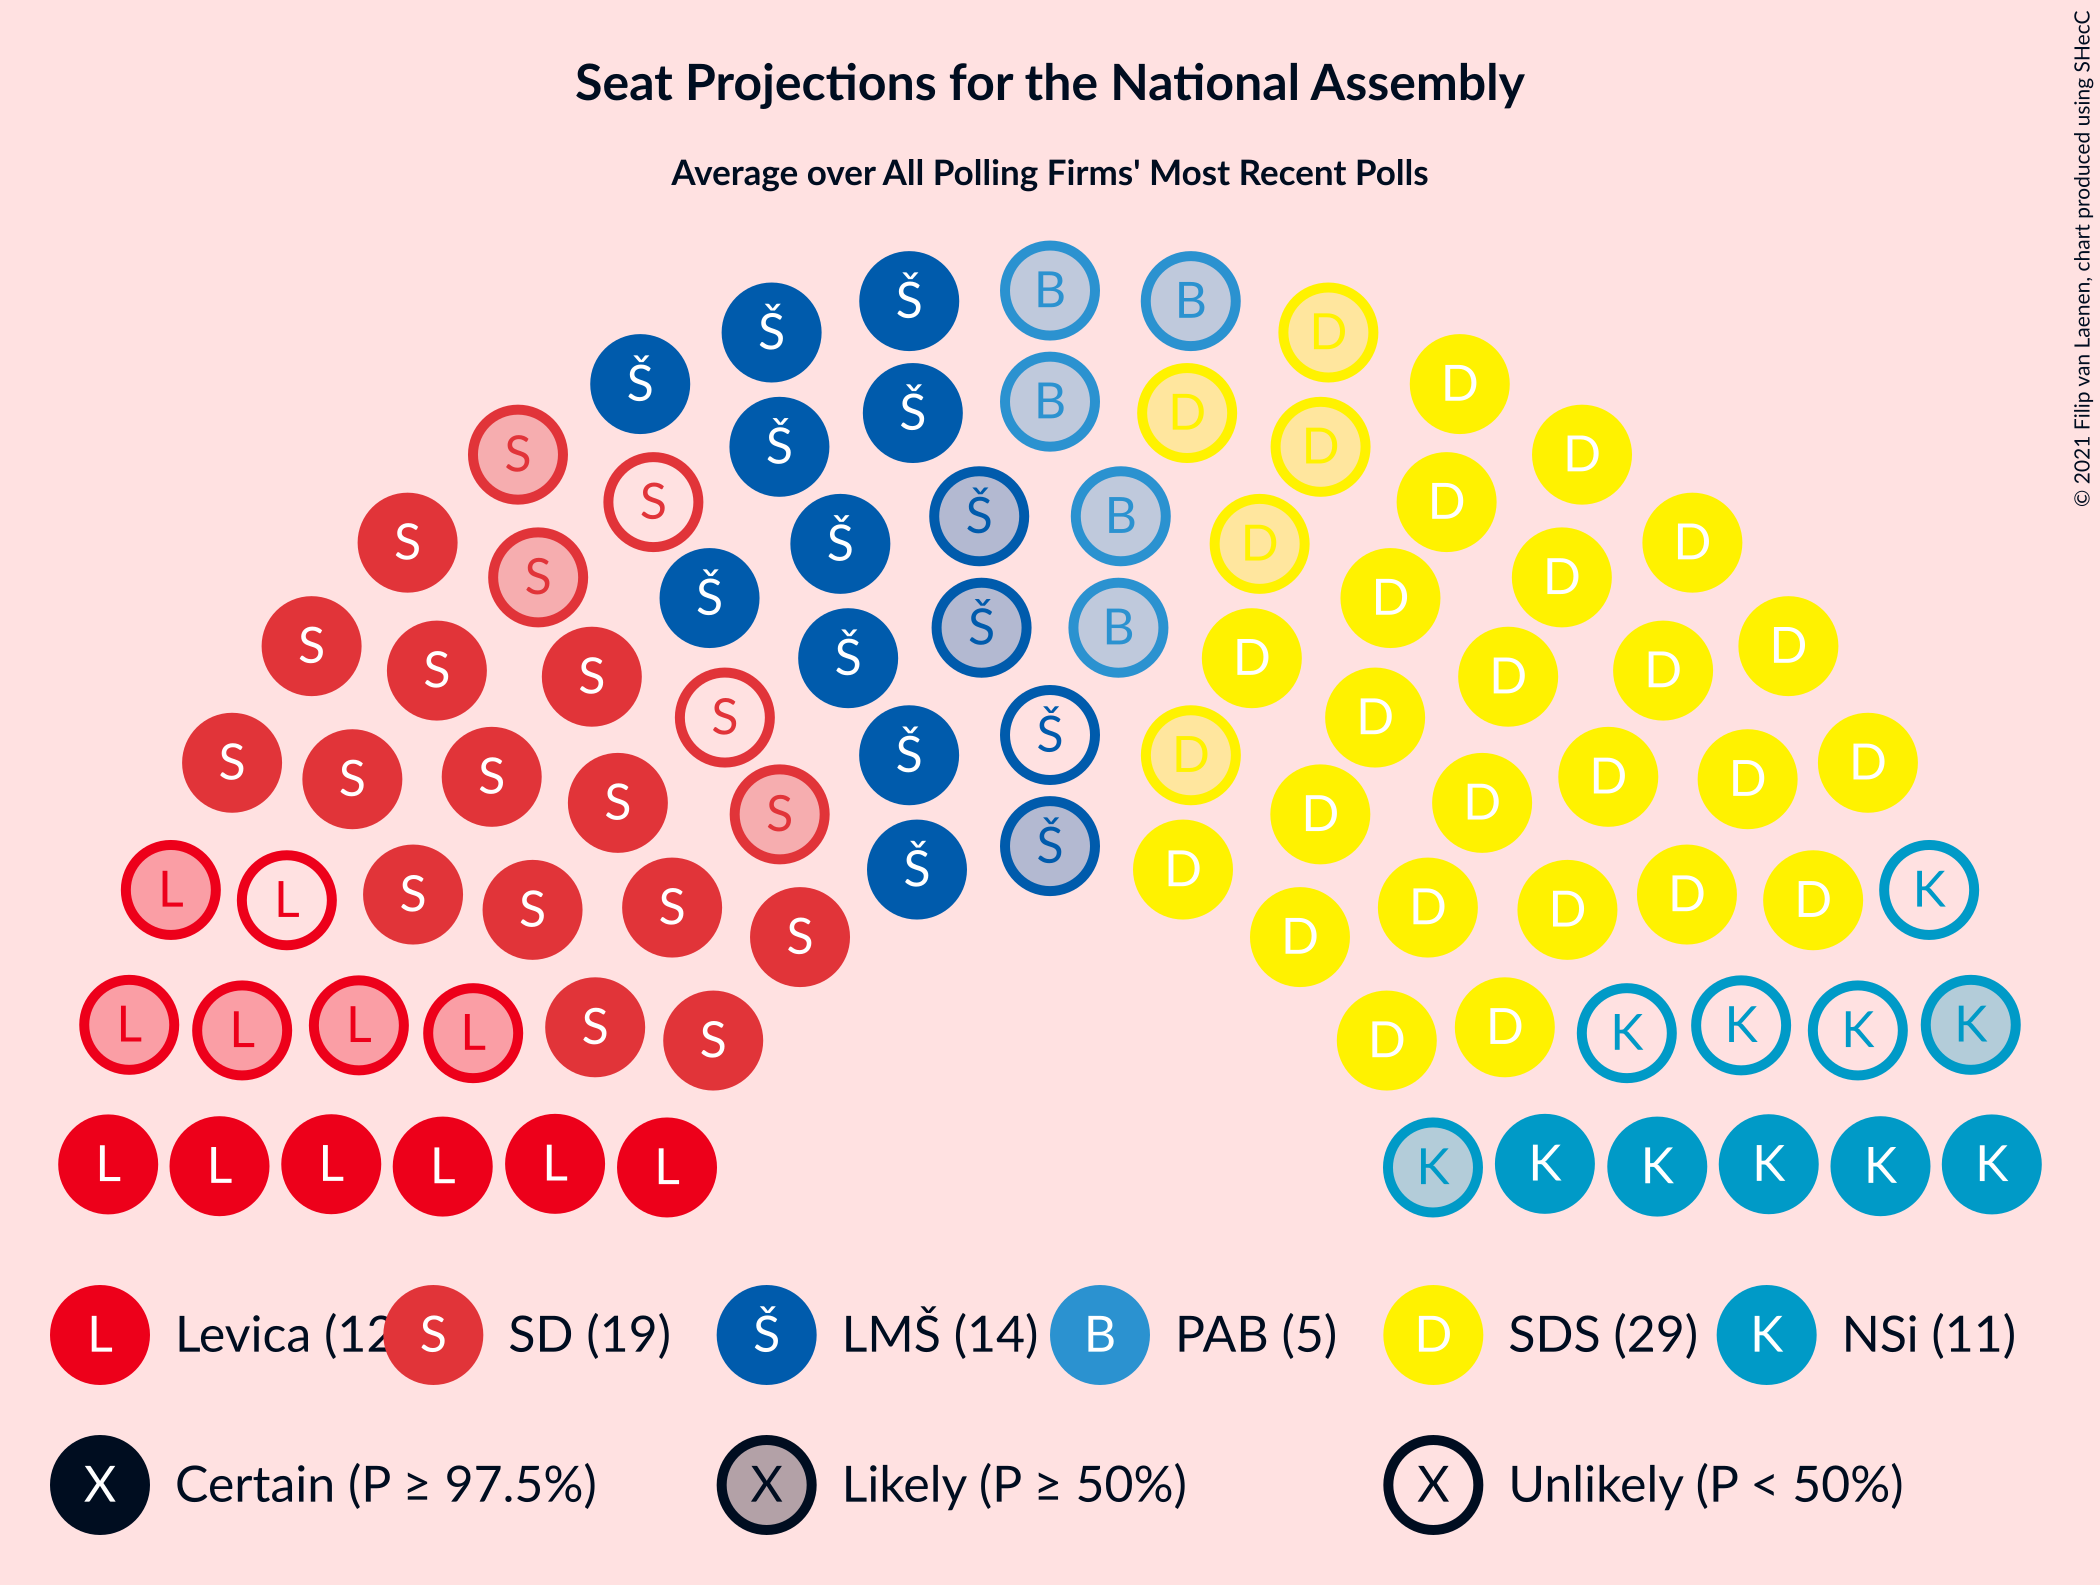 Seat Projections for the National Assembly
Average over All Polling Firms' Most Recent Polls
© 2021 Filip van Laenen, chart produced using SHecC
Š B B
Š D
Š D
Š B D
S Š D D
S Š B D
S Š D D
S Š D D
S Š Š B D D
S S D D
S Š D
S Š D D
S S S D D D
S Š D
L L S S S Š D D D D D K
S D
L L L L S S D D K K K K
L L L L L L K K K K K K
L Levica (12 S SD (19) Š LMŠ (14) B PAB (5) D SDS (29) K NSi (11)
X Certain (P ≥ 97.5%) X Likely (P ≥ 50%) X Unlikely (P < 50%)